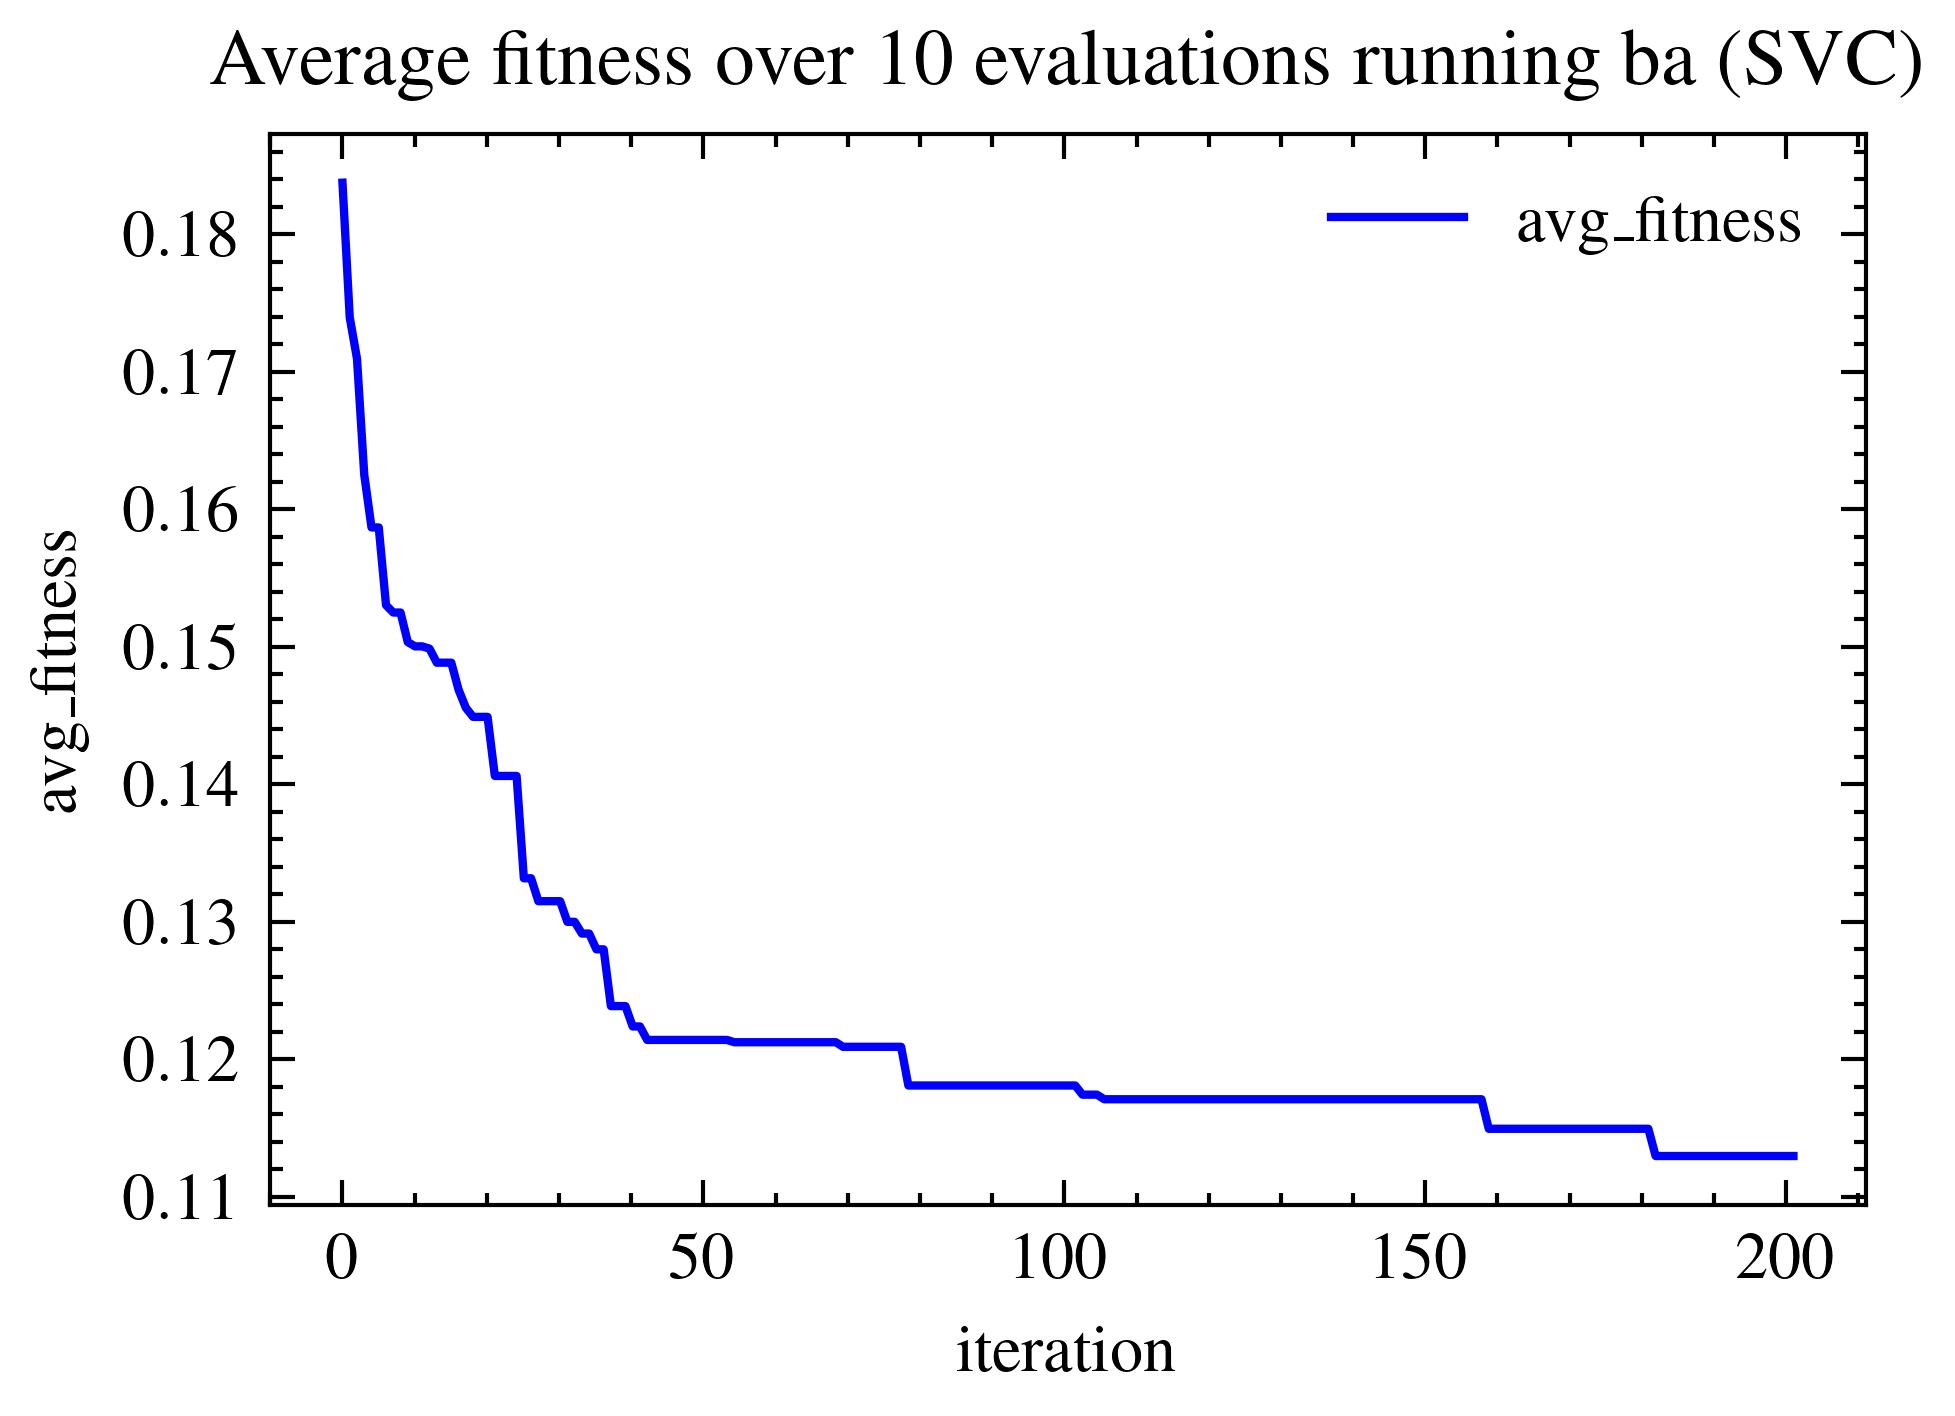 Average fitness over 10 evaluations running ba (SVC)
avg_fitness
0.18
0.17
0.16
0.15
0.14
0.13
0.12
0.11
avg_fitness
0 50 100 150 200
iteration